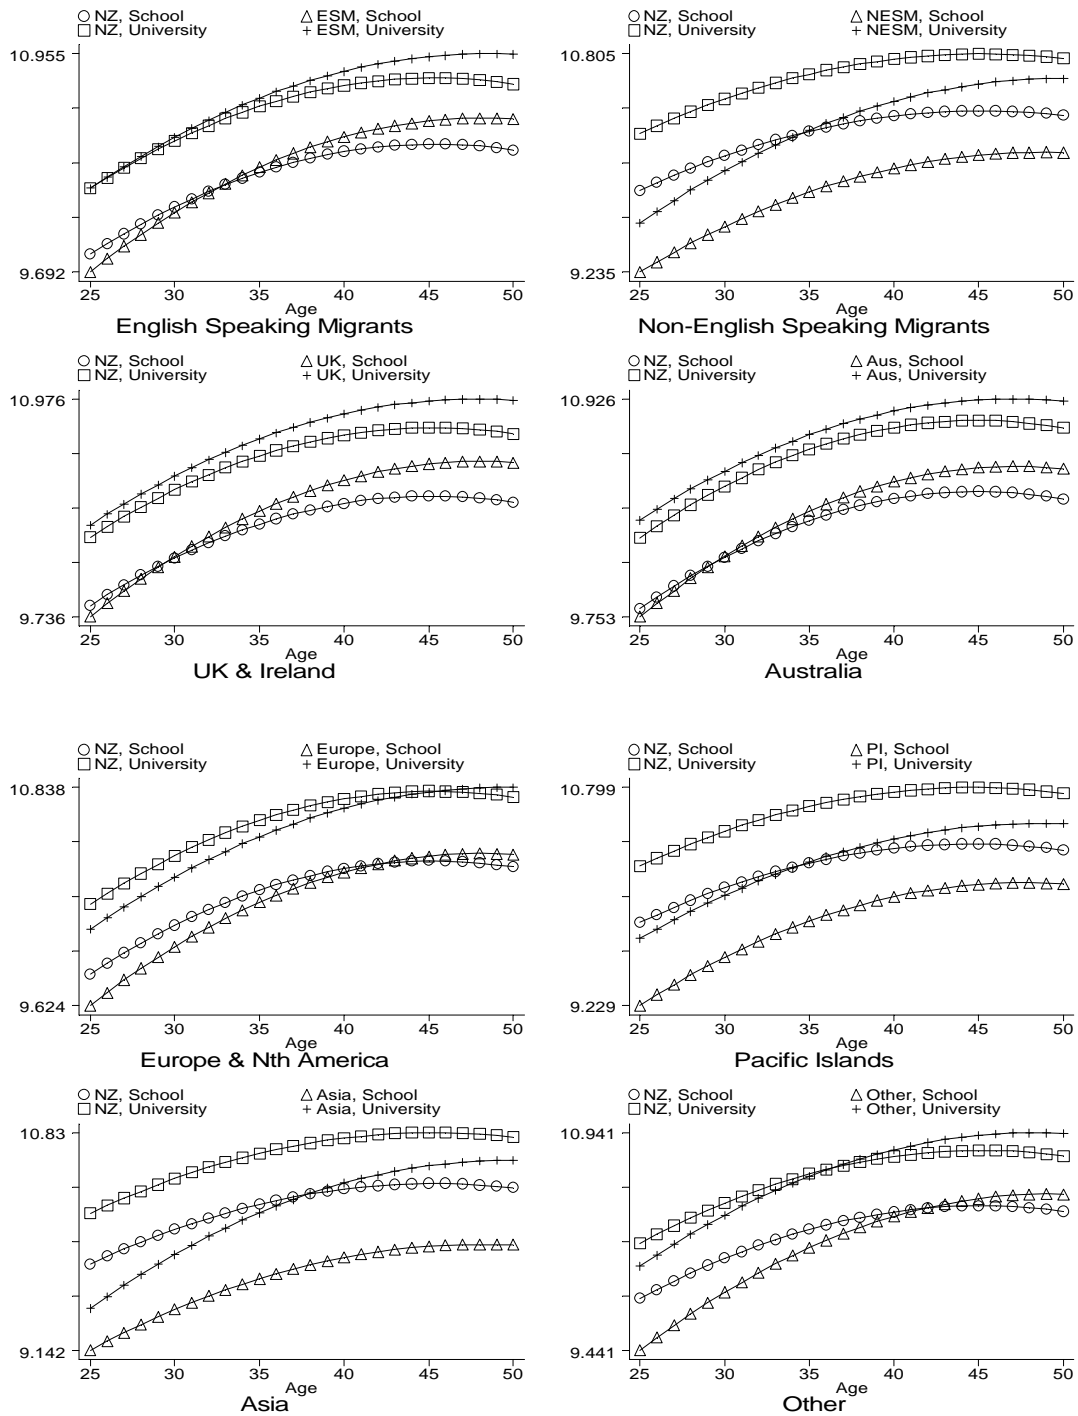 NZ, School ESM, School
NZ, University ESM, University
10.955
9.692
25 30 35 40 45 50
Age
English Speaking Migrants
NZ, School NESM, School
NZ, University NESM, University
10.805
9.235
25 30 35 40 45 50
Age
Non-English Speaking Migrants
NZ, School UK, School
NZ, University UK, University
10.976
9.736
25 30 35 40 45 50
Age
UK & Ireland
NZ, School Aus, School
NZ, University Aus, University
10.926
9.753
25 30 35 40 45 50
Age
Australia
NZ, School Europe, School
NZ, University Europe, University
10.838
9.624
25 30 35 40 45 50
Age
Europe & Nth America
NZ, School PI, School
NZ, University PI, University
10.799
9.229
25 30 35 40 45 50
Age
Pacific Islands
NZ, School Asia, School
NZ, University Asia, University
10.83
9.142
25 30 35 40 45 50
Age
Asia
NZ, School Other, School
NZ, University Other, University
10.941
9.441
25 30 35 40 45 50
Age
Other